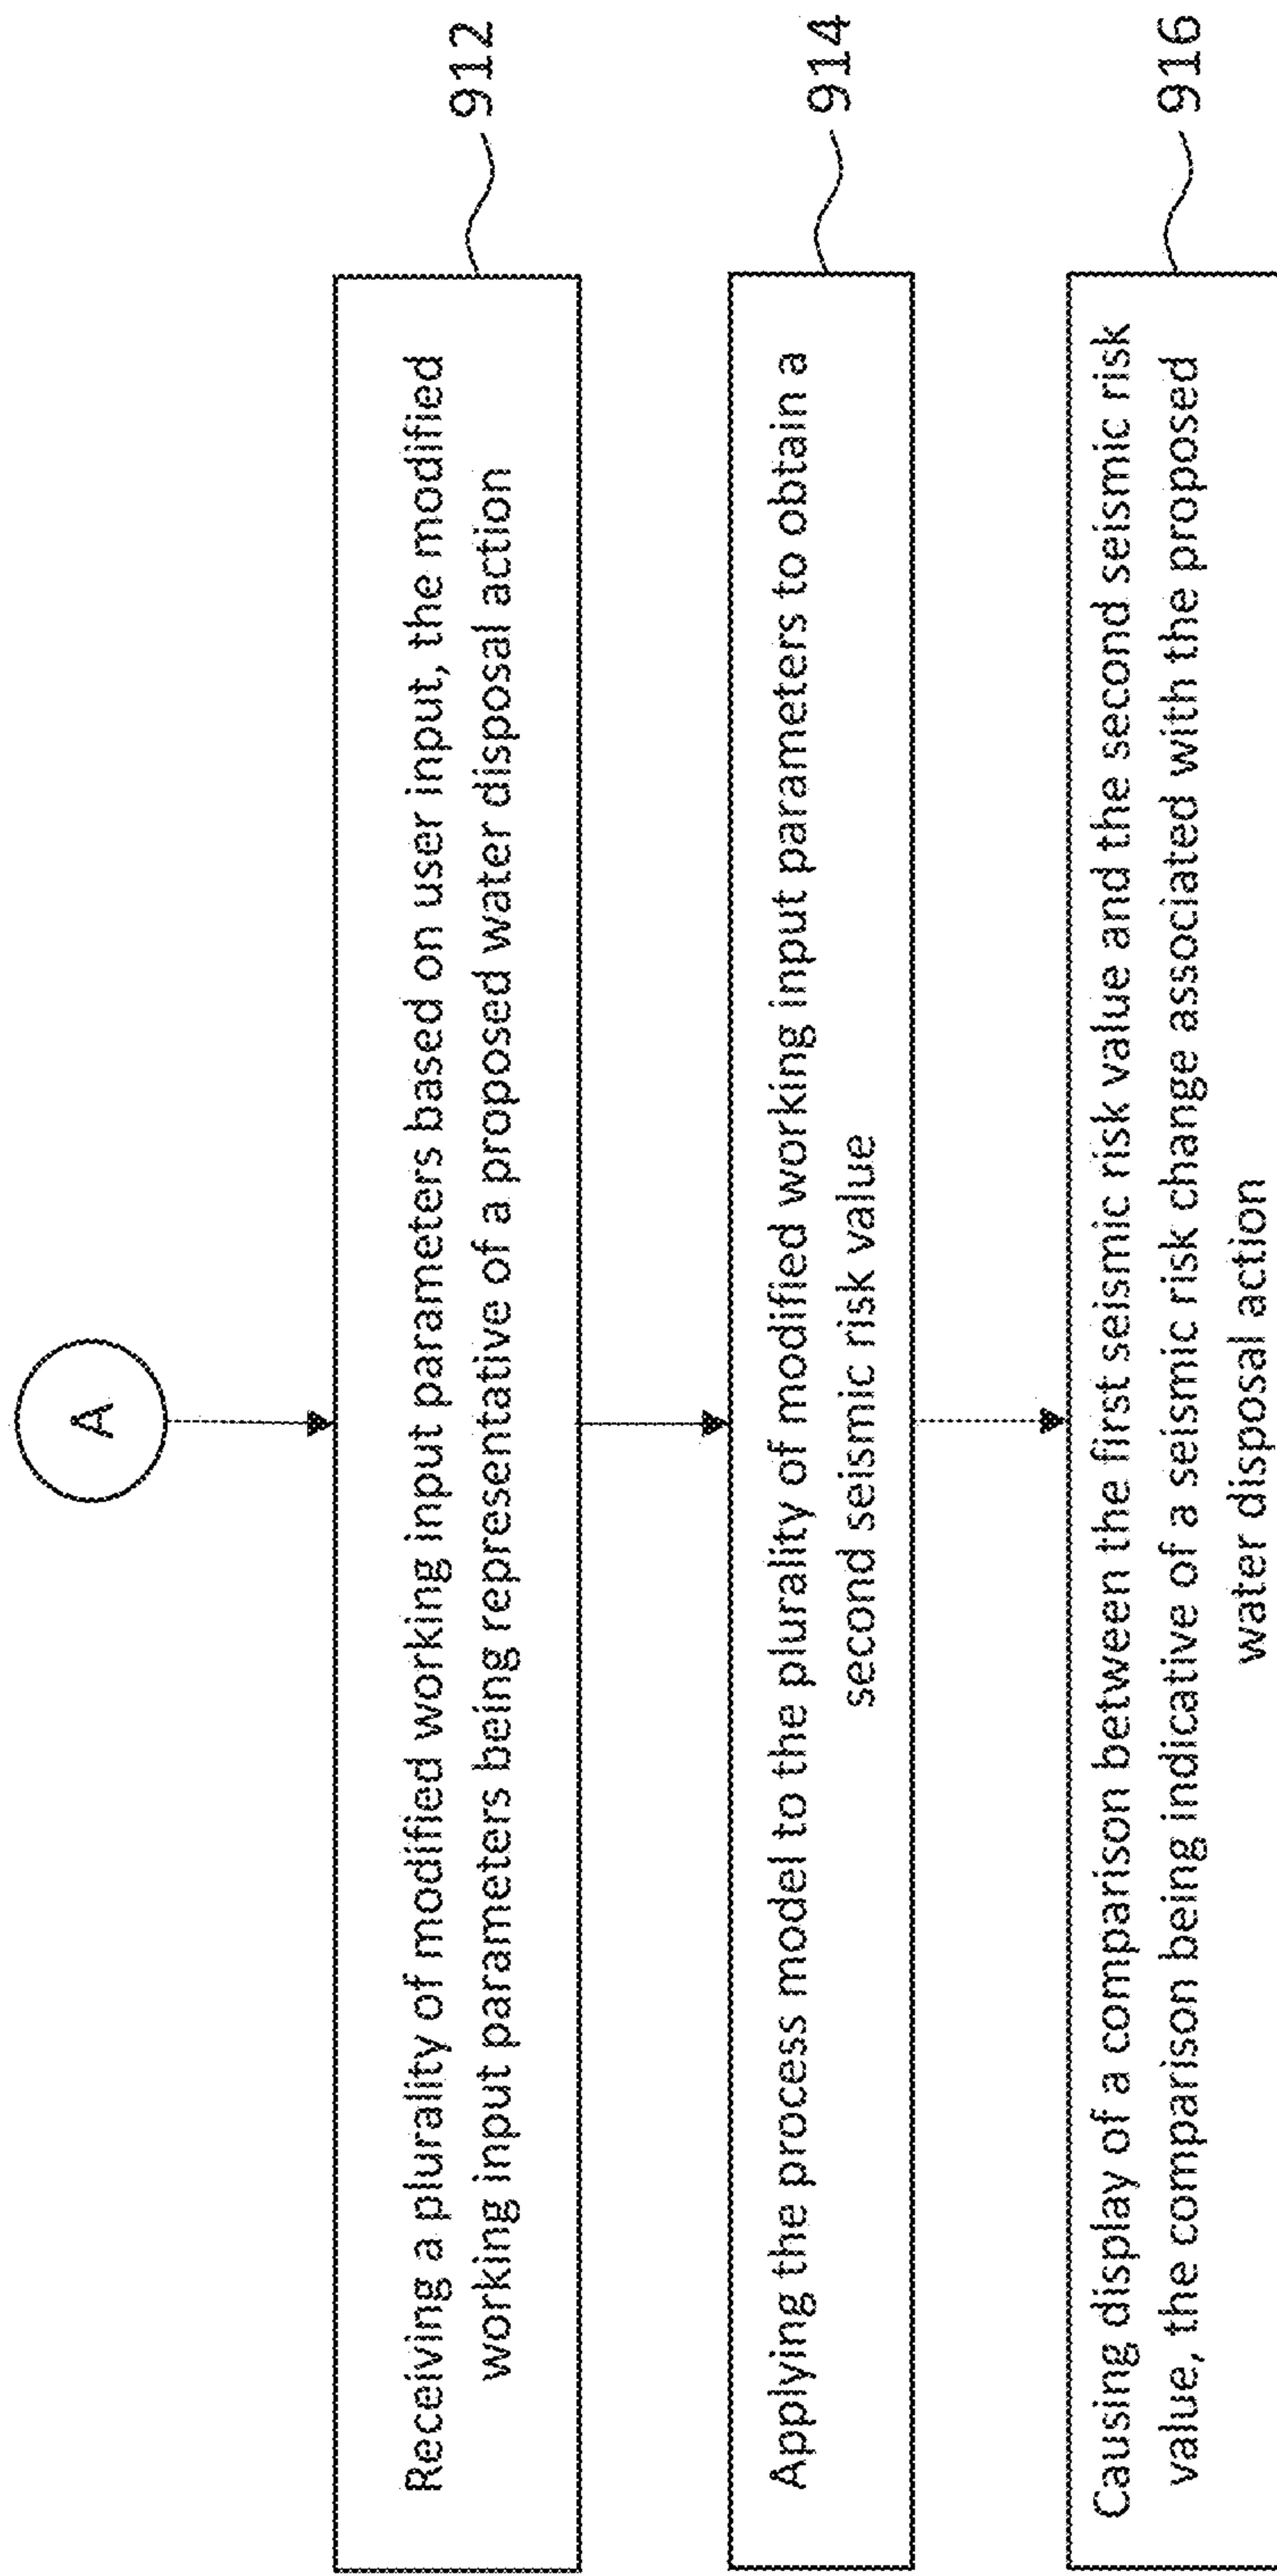 A
Receiving a plurality of modified working input parameters based on user input, the modified
working input parameters being representative of a proposed water disposal action
912
Applying the process model to the plurality of modified working input parameters to obtain a
second seismic risk value
914
Causing display of a comparison between the first seismic risk value and the second seismic risk
value, the comparison being indicative of a seismic risk change associated with the proposed
water disposal action
916